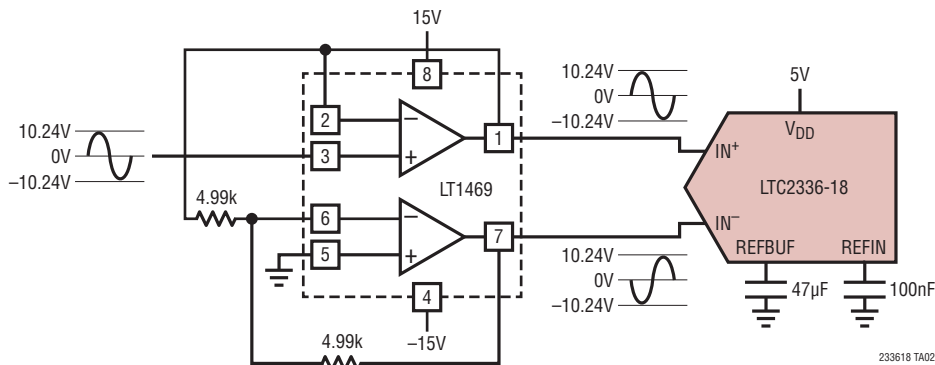 15V
8
10.24V
0V
–10.24V
5V
2
–
1
VDD
10.24V
0V
–10.24V
3
+
IN+
LT1469
LTC2336-18
4.99k
6
–
7
IN–
5
+
REFBUF
REFIN
10.24V
0V
–10.24V
4
–15V
47µF
100nF
4.99k
233618 TA02